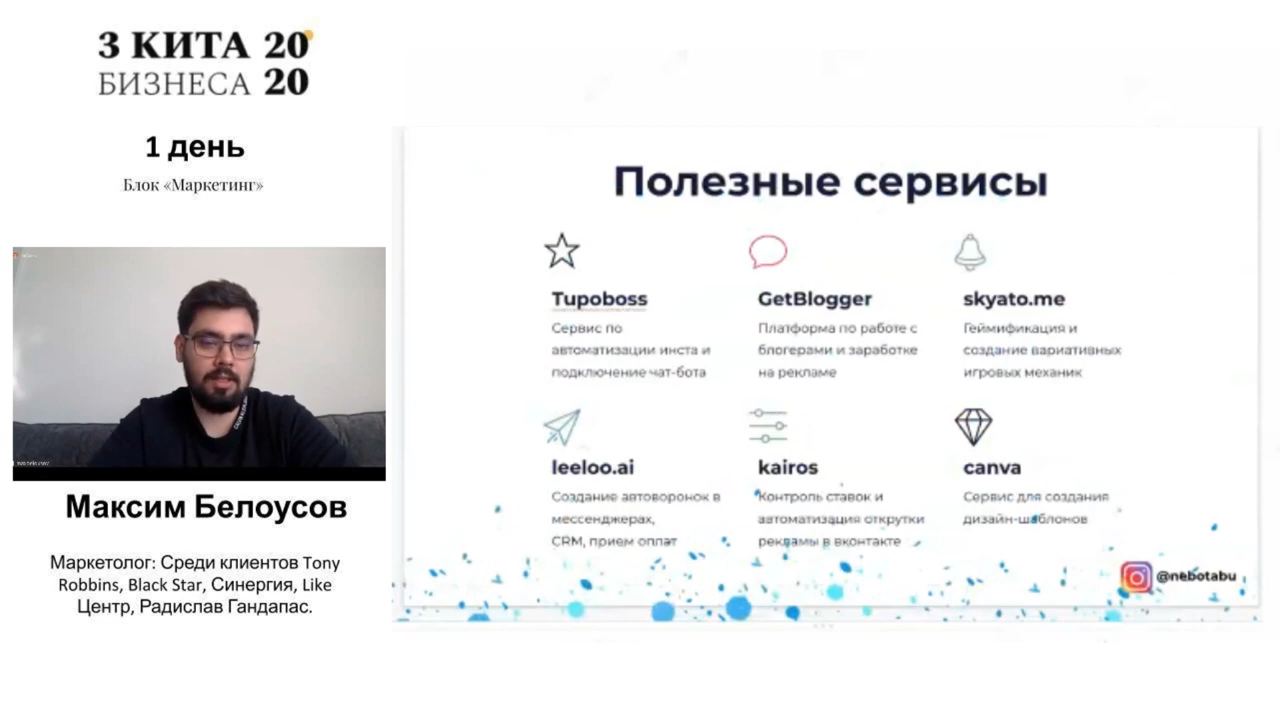 3 КИТА 20
БИЗНЕСА 20
1 день
Блок «Маркетинг»
Максим Белоусов
Маркетолог: Среди клиентов Tony
Robbins, Black Star, Синергия, Like
Центр, Радислав Гандапас.
Полезные сервисы
Tupoboss
Сервис по
автоматизации инста и
подключение чат-бота
GetBlogger
Платформа по работе с
блогерами и заработке
на рекламе
skyato.me
Геймификация и
создание вариативных
игровых механик
leeloo.ai
Создание автоворонок в
мессенджерах,
CRM, прием оплат
kairos
Контроль ставок и
автоматизация открутки
рекламы в вконтакте
canva
Сервис для создания
дизайн-шаблонов
@nebotabu